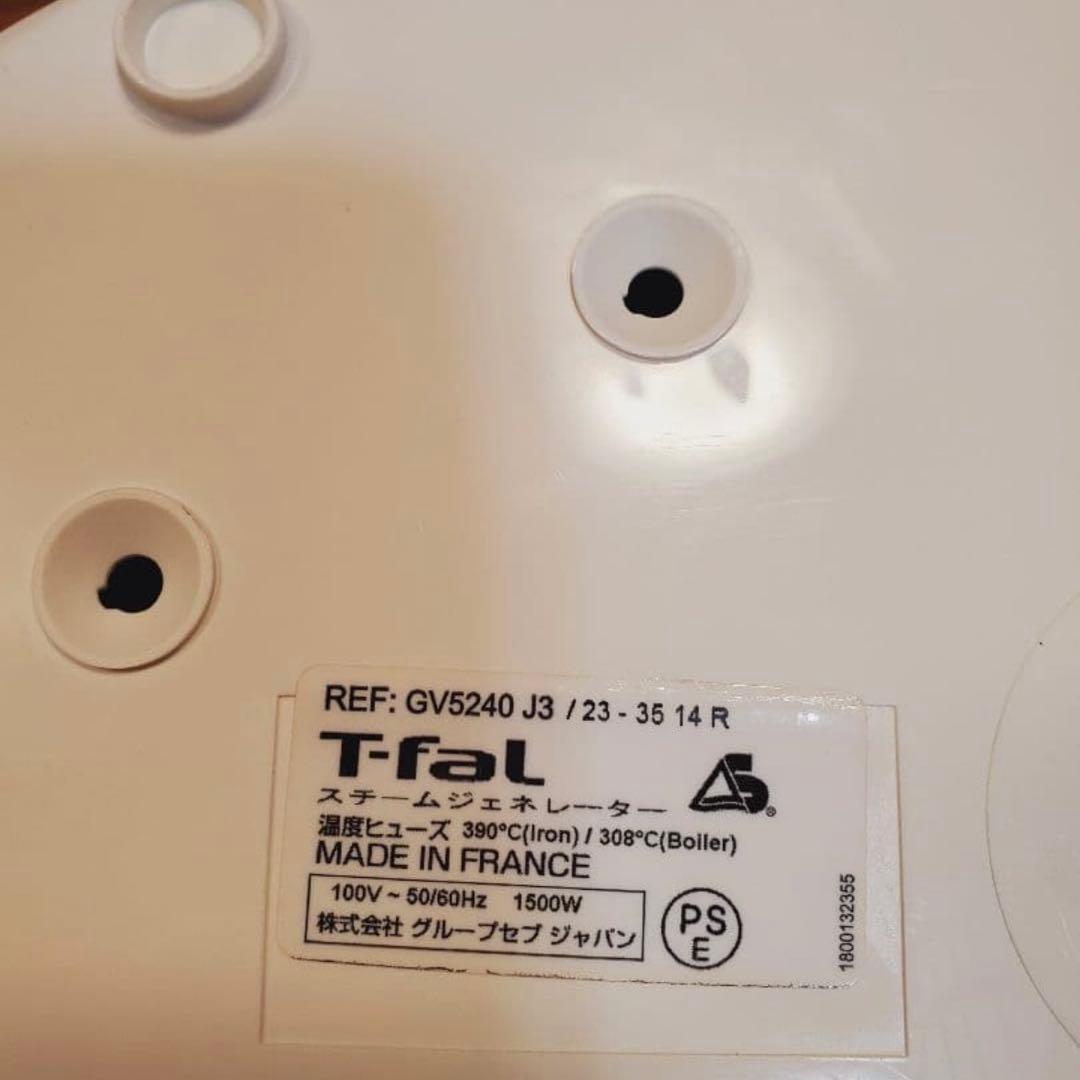 REF: GV5240 J3 / 23 - 35 14 R
T-faL
S
スチームジェネレーター
温度ヒューズ 390°C(Iron) / 308°C(Boiler)
MADE IN FRANCE
100V ~ 50/60Hz 1500W
株式会社 グループセブ ジャパン
PS
E
1800132355